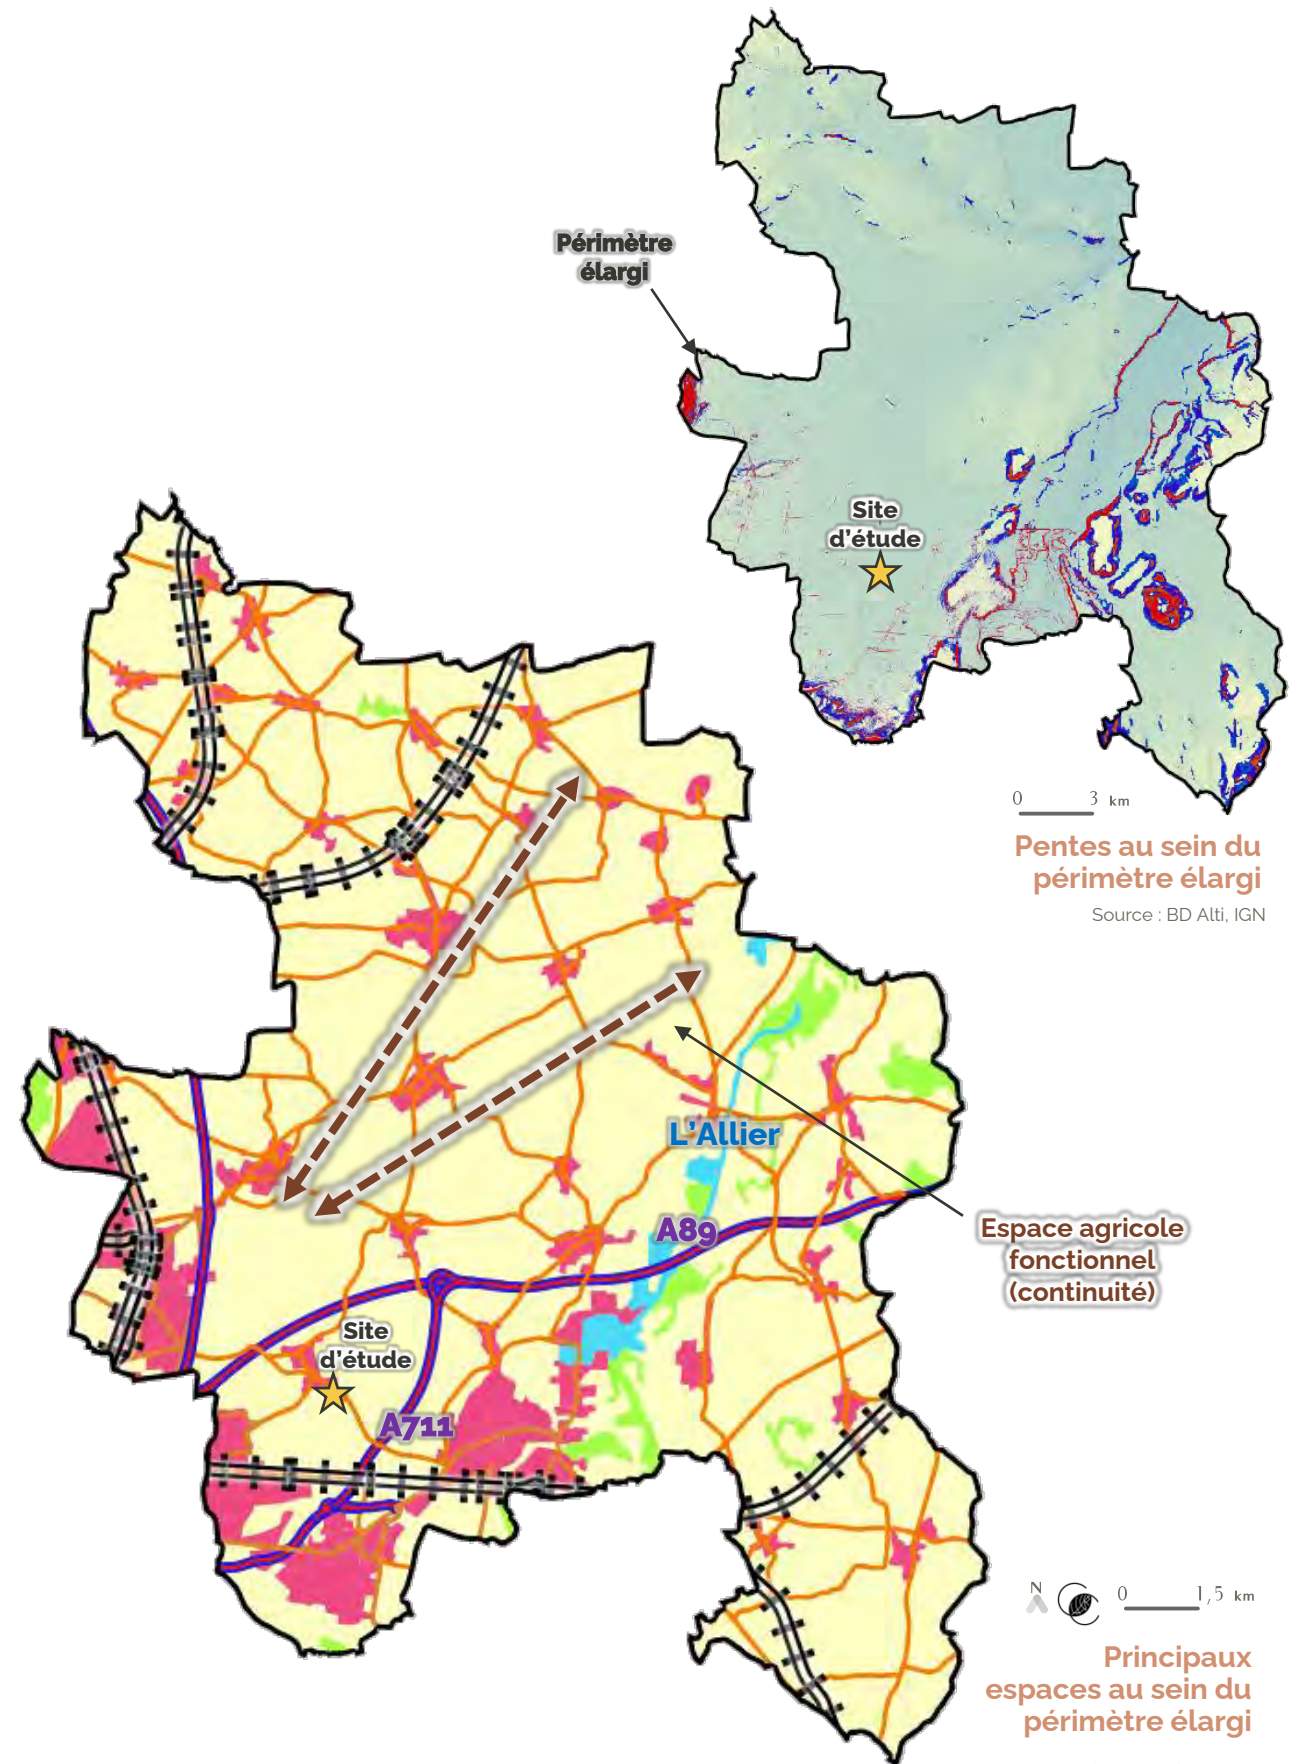 Périmètre
élargi
Site
d'étude
0 3 km
Pentes au sein du
périmètre élargi
Source : BD Alti, IGN
L'Allier
A89
Espace agricole
fonctionnel
(continuité)
Site
d'étude
A711
N
0 1,5 km
Principaux
espaces au sein du
périmètre élargi